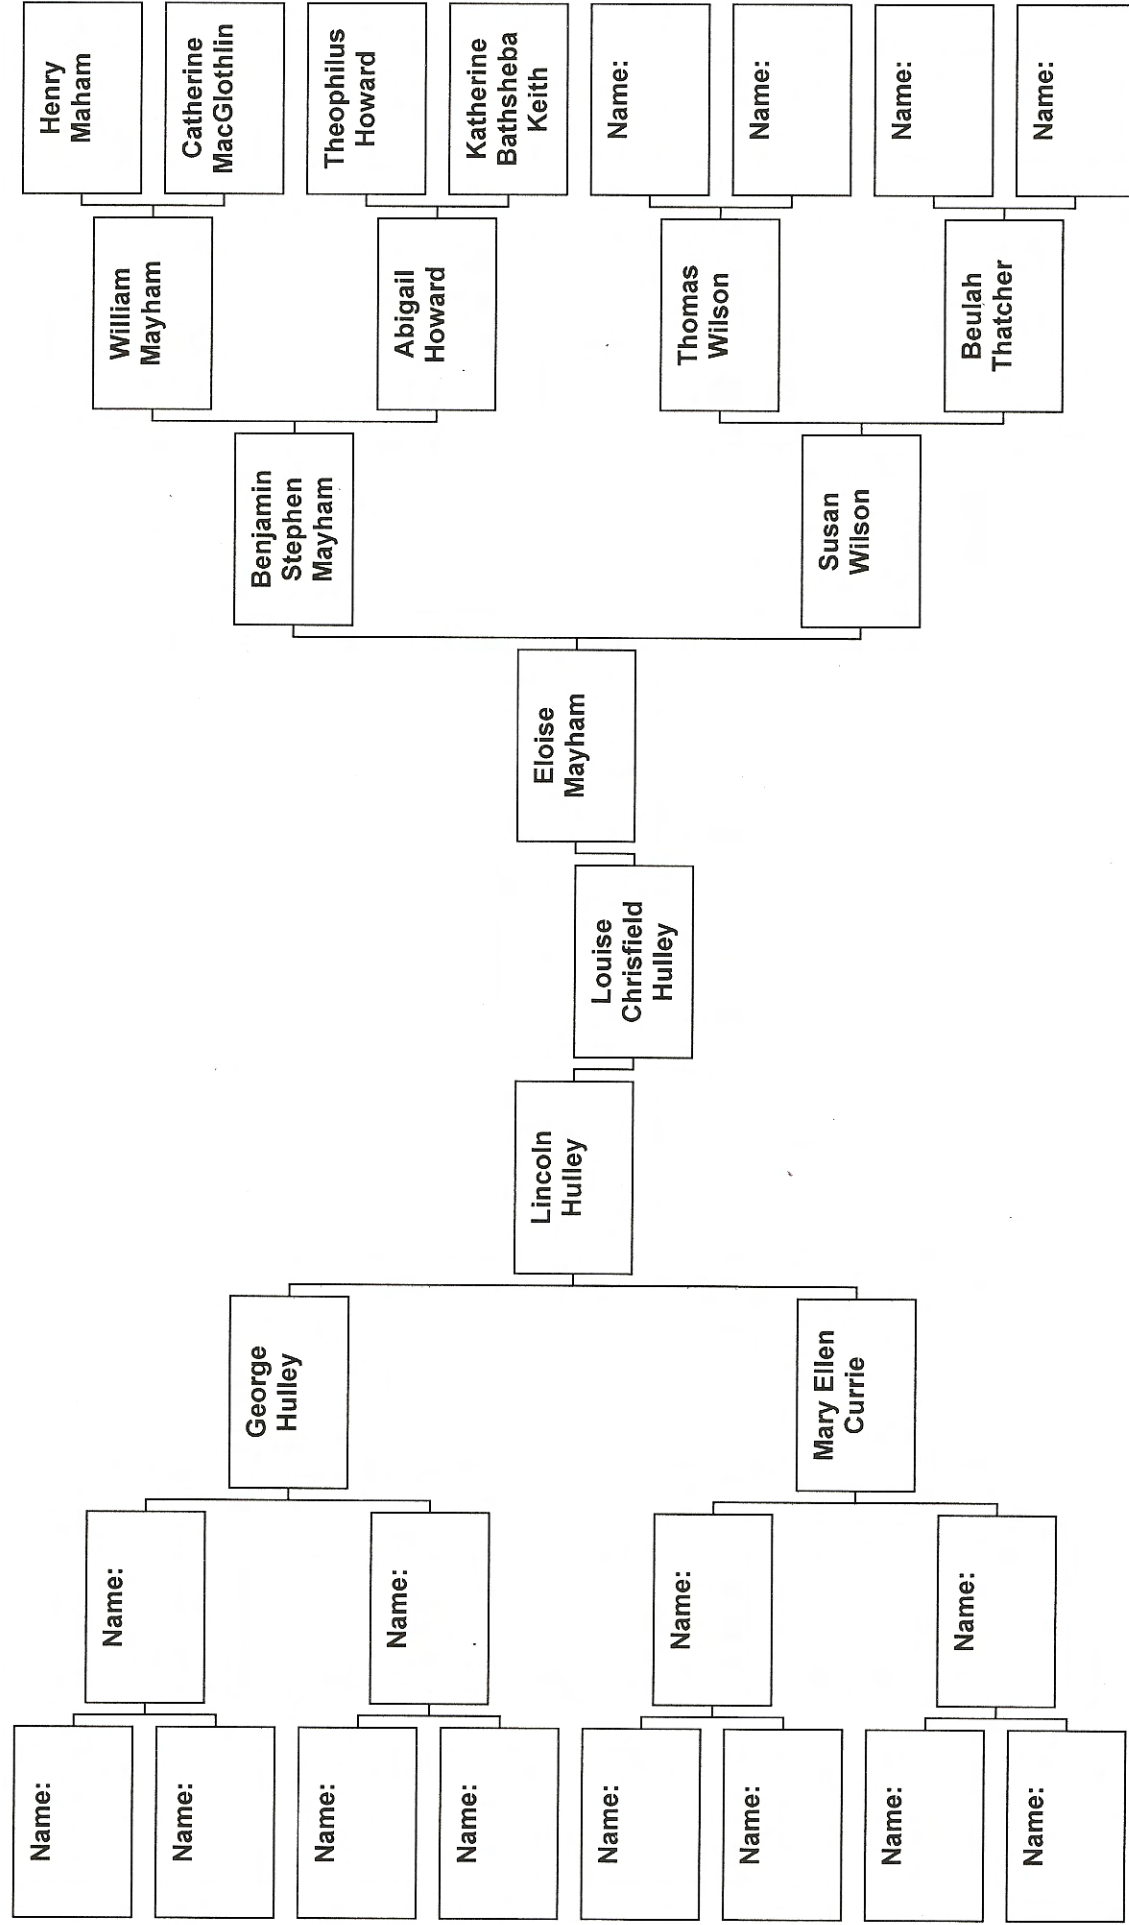 Name:
Henry
Maham
Name:
William
Mayham
Name:
Catherine
MacGlothlin
George
Hulley
Benjamin
Stephen
Mayham
Name:
Theophilus
Howard
Name:
Abigail
Howard
Name:
Katherine
Bathsheba
Keith
Lincoln
Hulley
Eloise
Mayham
Name:
Louise
Chrisfield
Hulley
Name:
Name:
Thomas
Wilson
Name:
Name:
Mary Ellen
Currie
Susan
Wilson
Name:
Name:
Name:
Beulah
Thatcher
Name:
Name: